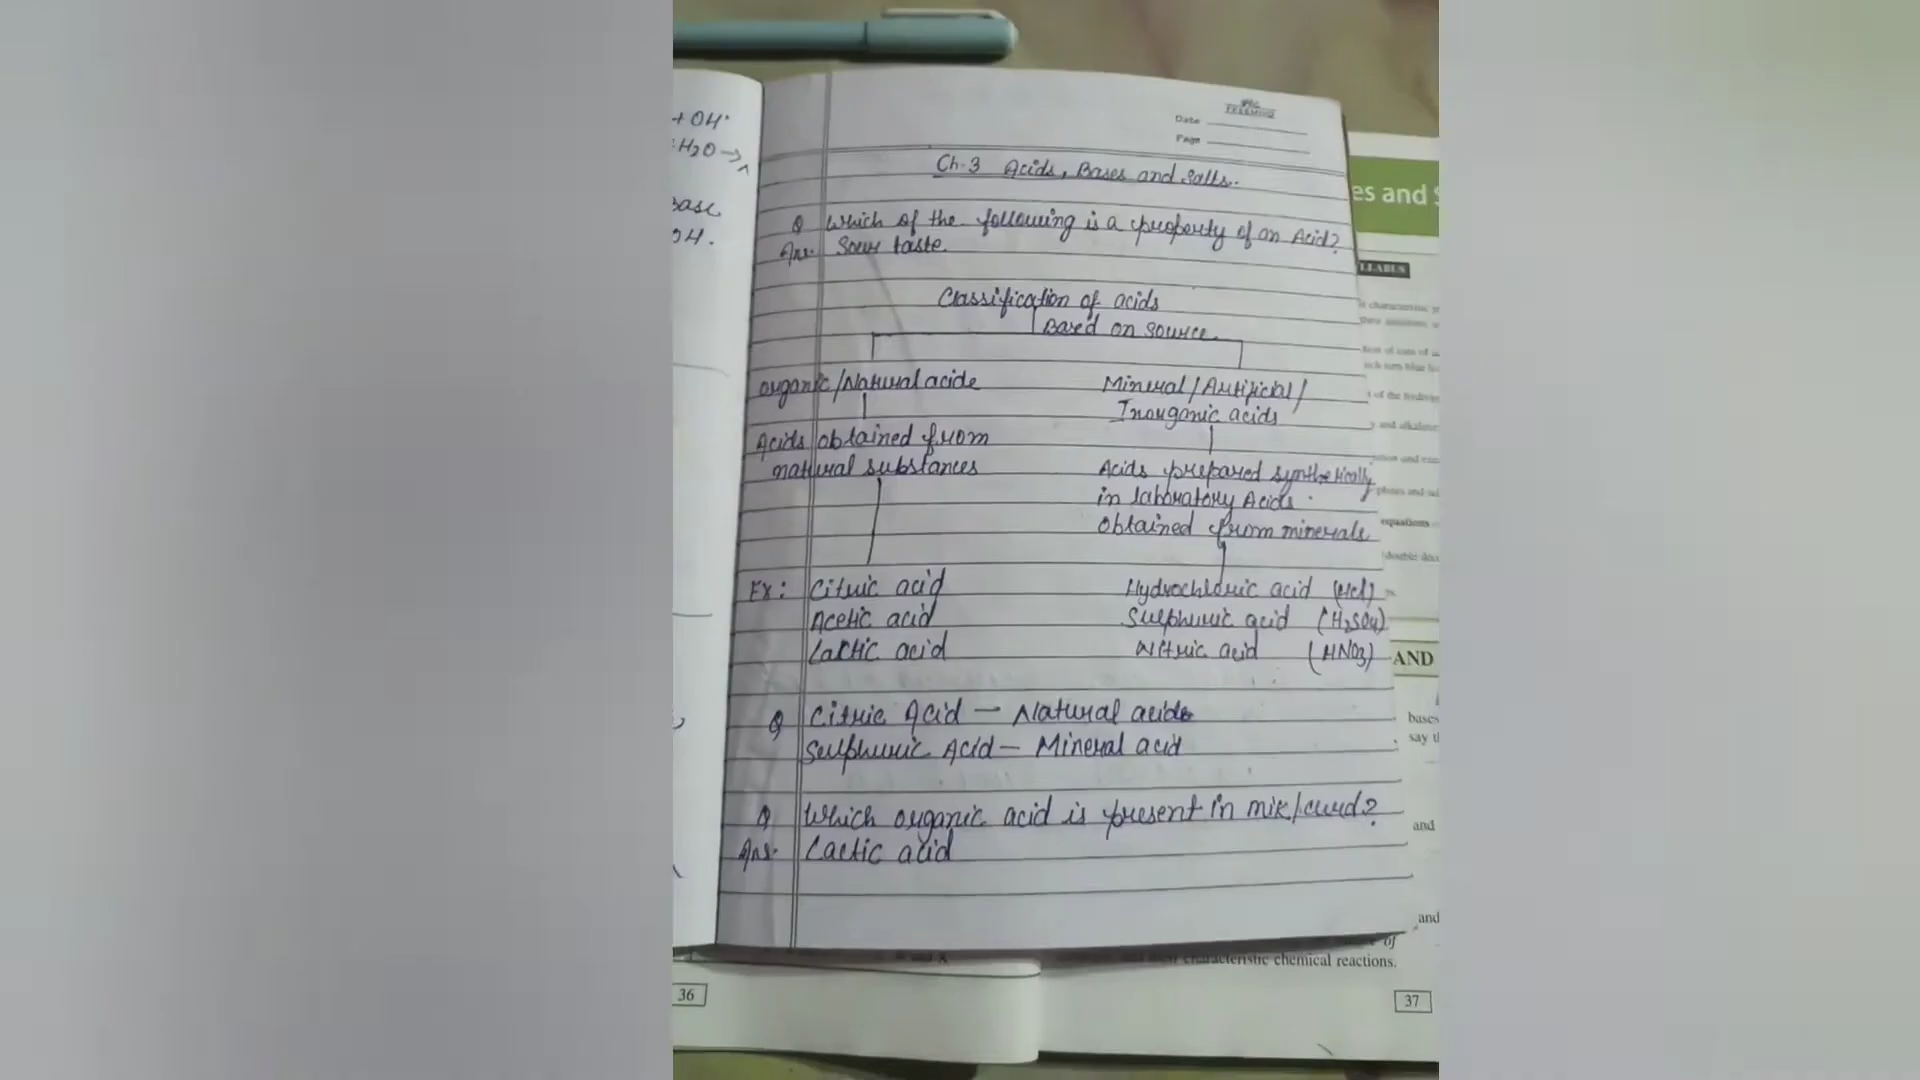 + OH-
H2O →
Base
OH.
Date
Page
Ch-3 Acids, Bases and Salts.
Q Which of the following is a property of an Acid?
Ans. Sour taste.
Classification of acids
Based on source.
organic/Natural acide
Mineral/Artificial/
Inorganic acids
Acids obtained from
natural substances
Acids prepared synthetically
in laboratory Acids
obtained from minerals
Ex: Citric acid
Acetic acid
Lactic acid
Hydrochloric acid (Hcl)
Sulphuric acid (H2SO4)
Nitric acid (HNO3)
Q Citric Acid — Natural acids
Sulphuric Acid — Mineral acid
Q Which organic acid is present in mik/curd?
Ans. Lactic acid
es and S
LLABUS
equations
AND
bases
say t
and
and
of
characteristic chemical reactions.
36
37